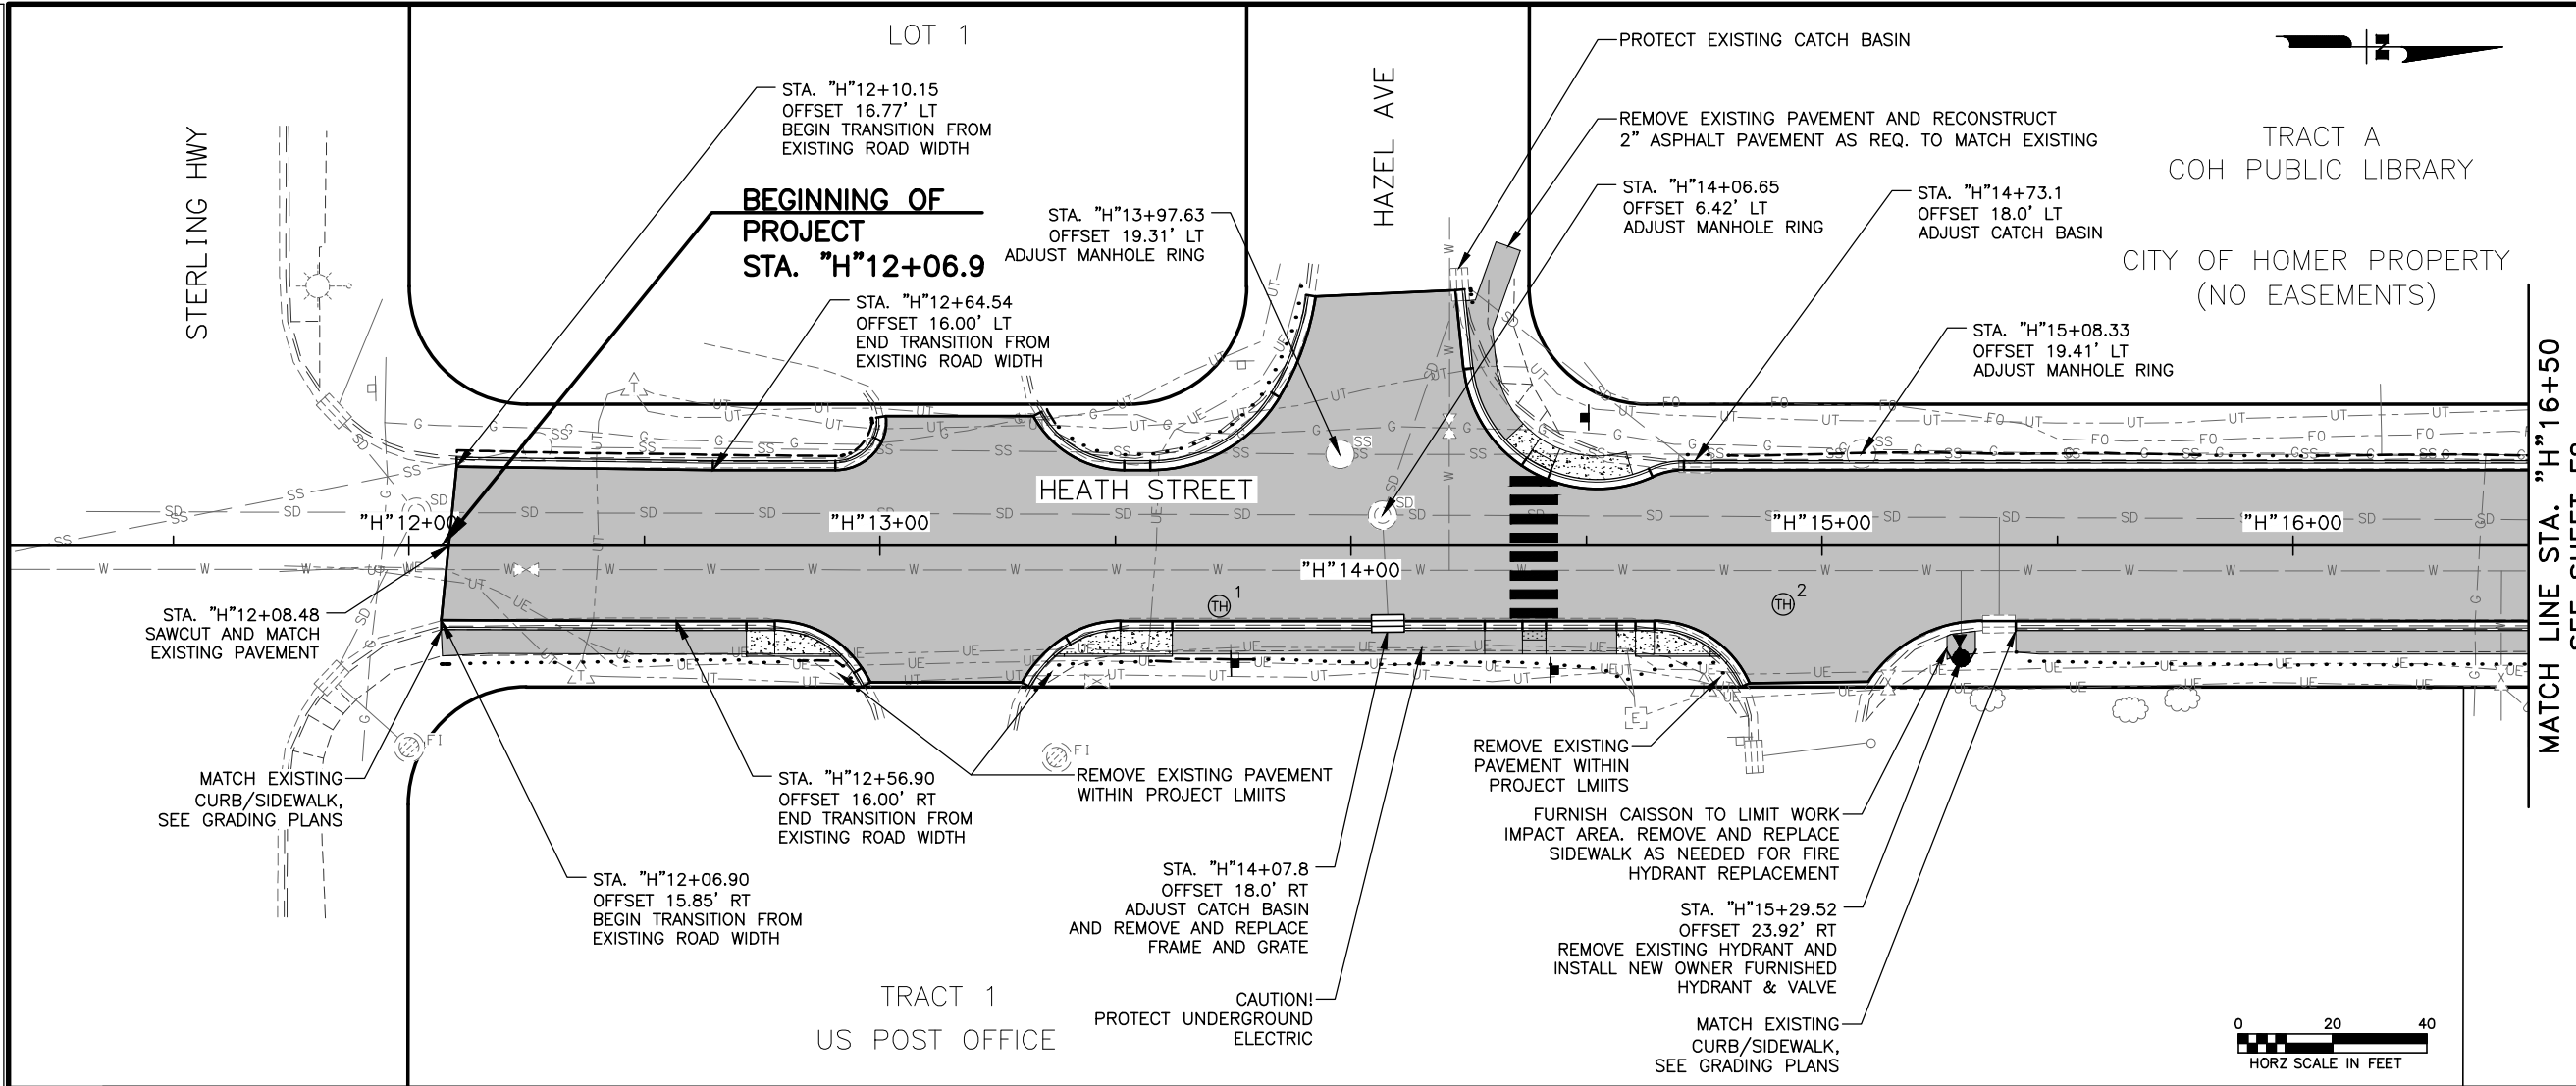 LOT 1
STA. "H"12+10.15
OFFSET 16.77' LT
BEGIN TRANSITION FROM
EXISTING ROAD WIDTH
BEGINNING OF
PROJECT
STA. "H"12+06.9
STA. "H"12+64.54
OFFSET 16.00' LT
END TRANSITION FROM
EXISTING ROAD WIDTH
STA. "H"13+97.63
OFFSET 19.31' LT
ADJUST MANHOLE RING
STERLING HWY
HAZEL AVE
PROTECT EXISTING CATCH BASIN
REMOVE EXISTING PAVEMENT AND RECONSTRUCT
2" ASPHALT PAVEMENT AS REQ. TO MATCH EXISTING
STA. "H"14+06.65
OFFSET 6.42' LT
ADJUST MANHOLE RING
STA. "H"14+73.1
OFFSET 18.0' LT
ADJUST CATCH BASIN
STA. "H"15+08.33
OFFSET 19.41' LT
ADJUST MANHOLE RING
N
TRACT A
COH PUBLIC LIBRARY
CITY OF HOMER PROPERTY
(NO EASEMENTS)
MATCH LINE STA. "H"16+50
HEATH STREET
"H"12+00
"H"13+00
"H"14+00
"H"15+00
"H"16+00
TH 1
TH 2
STA. "H"12+08.48
SAWCUT AND MATCH
EXISTING PAVEMENT
MATCH EXISTING
CURB/SIDEWALK,
SEE GRADING PLANS
STA. "H"12+06.90
OFFSET 15.85' RT
BEGIN TRANSITION FROM
EXISTING ROAD WIDTH
STA. "H"12+56.90
OFFSET 16.00' RT
END TRANSITION FROM
EXISTING ROAD WIDTH
REMOVE EXISTING PAVEMENT
WITHIN PROJECT LMIITS
STA. "H"14+07.8
OFFSET 18.0' RT
ADJUST CATCH BASIN
AND REMOVE AND REPLACE
FRAME AND GRATE
CAUTION!
PROTECT UNDERGROUND
ELECTRIC
REMOVE EXISTING
PAVEMENT WITHIN
PROJECT LMIITS
FURNISH CAISSON TO LIMIT WORK
IMPACT AREA. REMOVE AND REPLACE
SIDEWALK AS NEEDED FOR FIRE
HYDRANT REPLACEMENT
STA. "H"15+29.52
OFFSET 23.92' RT
REMOVE EXISTING HYDRANT AND
INSTALL NEW OWNER FURNISHED
HYDRANT & VALVE
MATCH EXISTING
CURB/SIDEWALK,
SEE GRADING PLANS
TRACT 1
US POST OFFICE
FI
FI
E
0 20 40
HORZ SCALE IN FEET